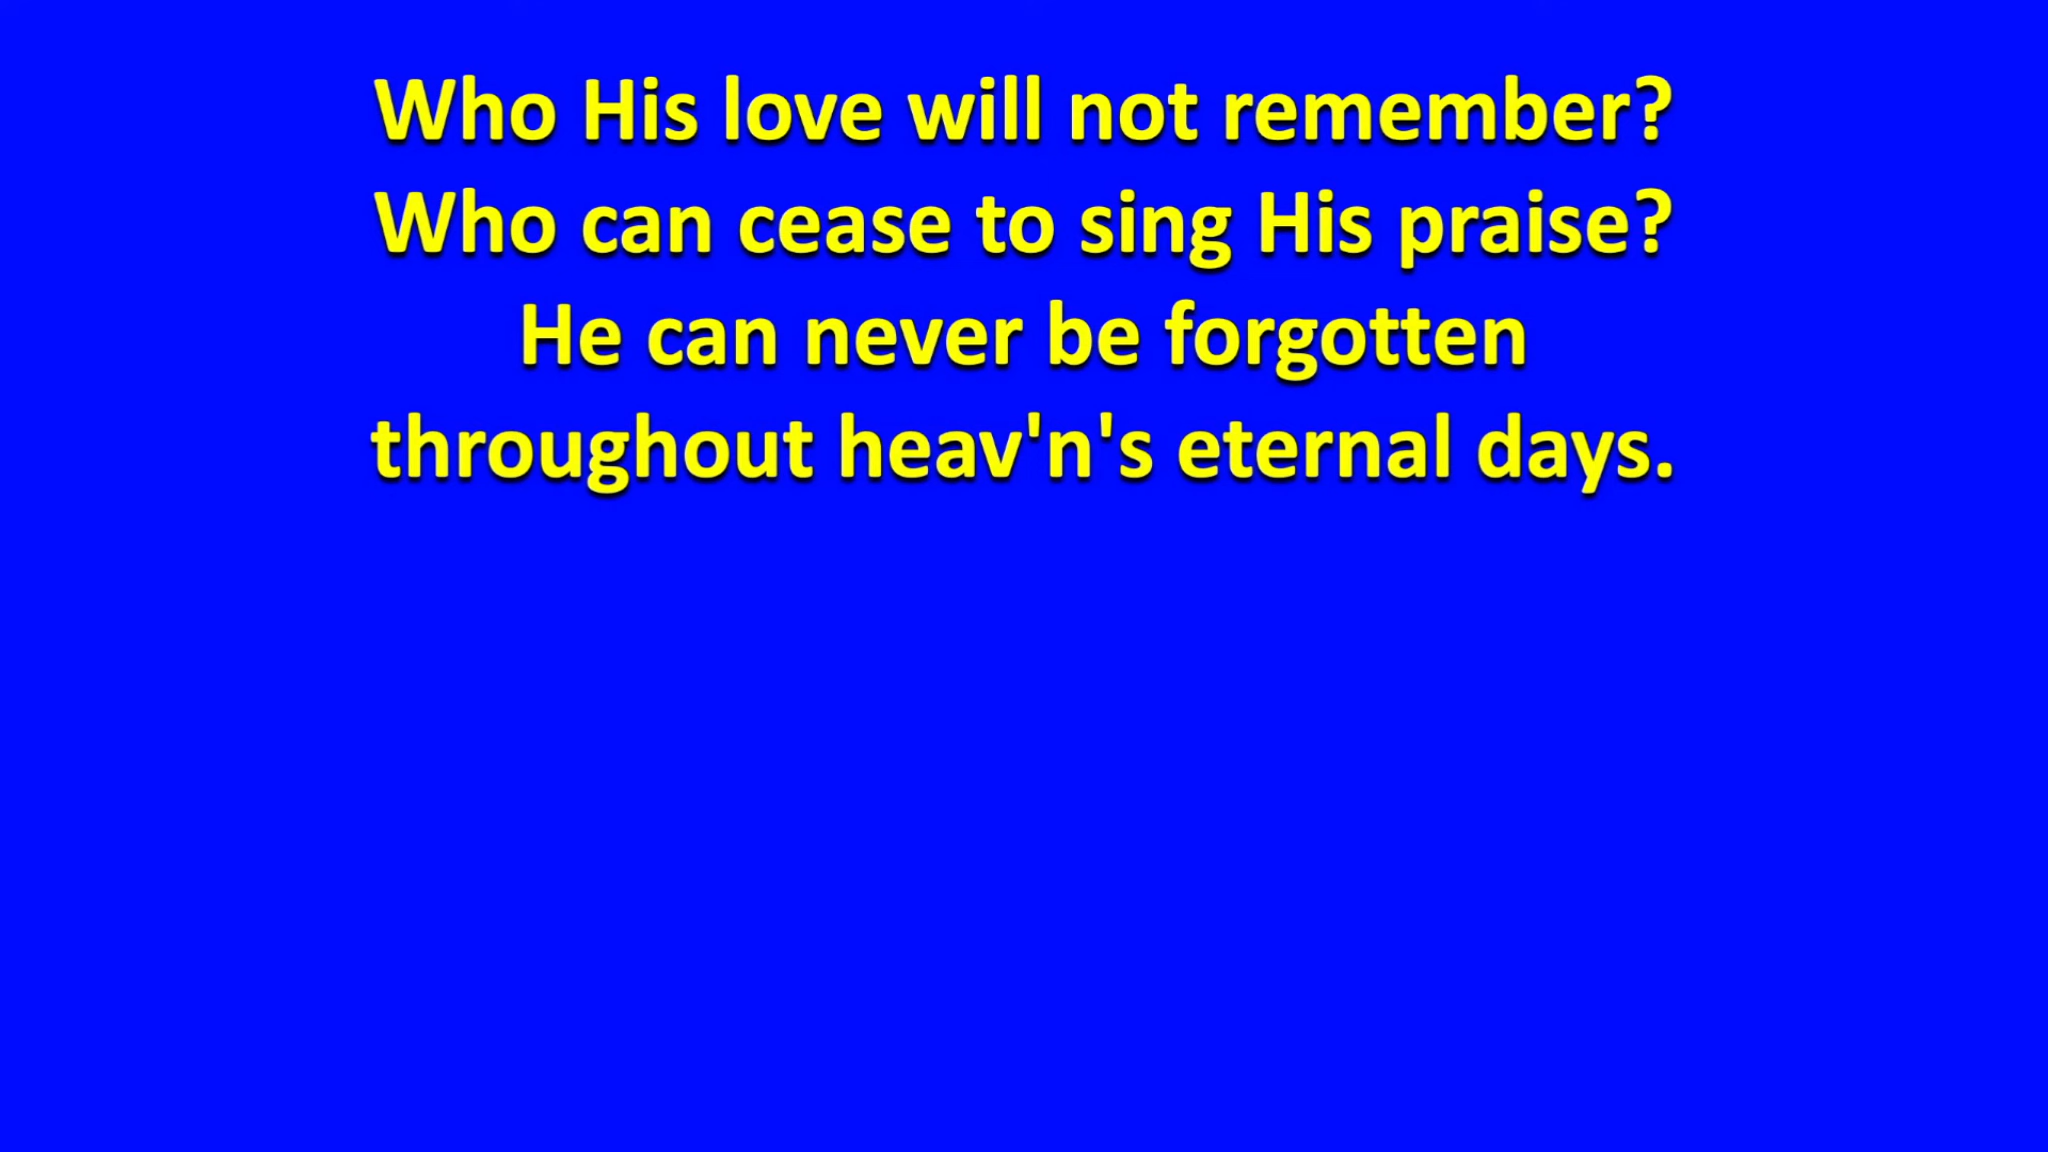 Who His love will not remember?
Who can cease to sing His praise?
He can never be forgotten
throughout heav'n's eternal days.